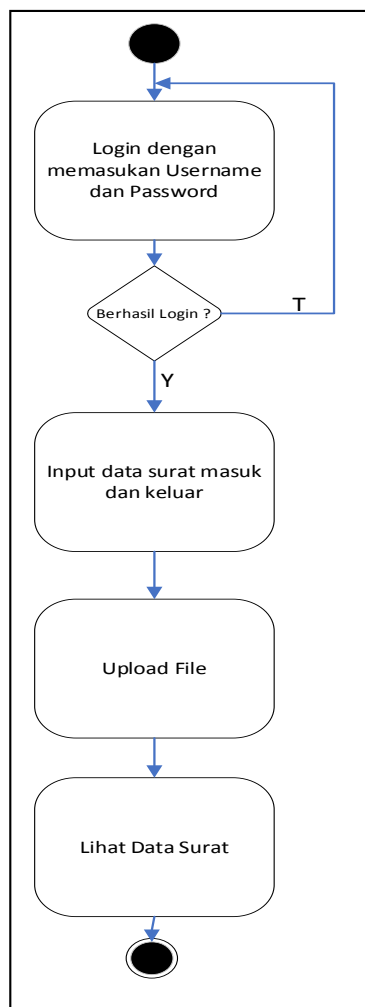 Login dengan
memasukan Username
dan Password
Berhasil Login ?
T
Y
Input data surat masuk
dan keluar
Upload File
Lihat Data Surat